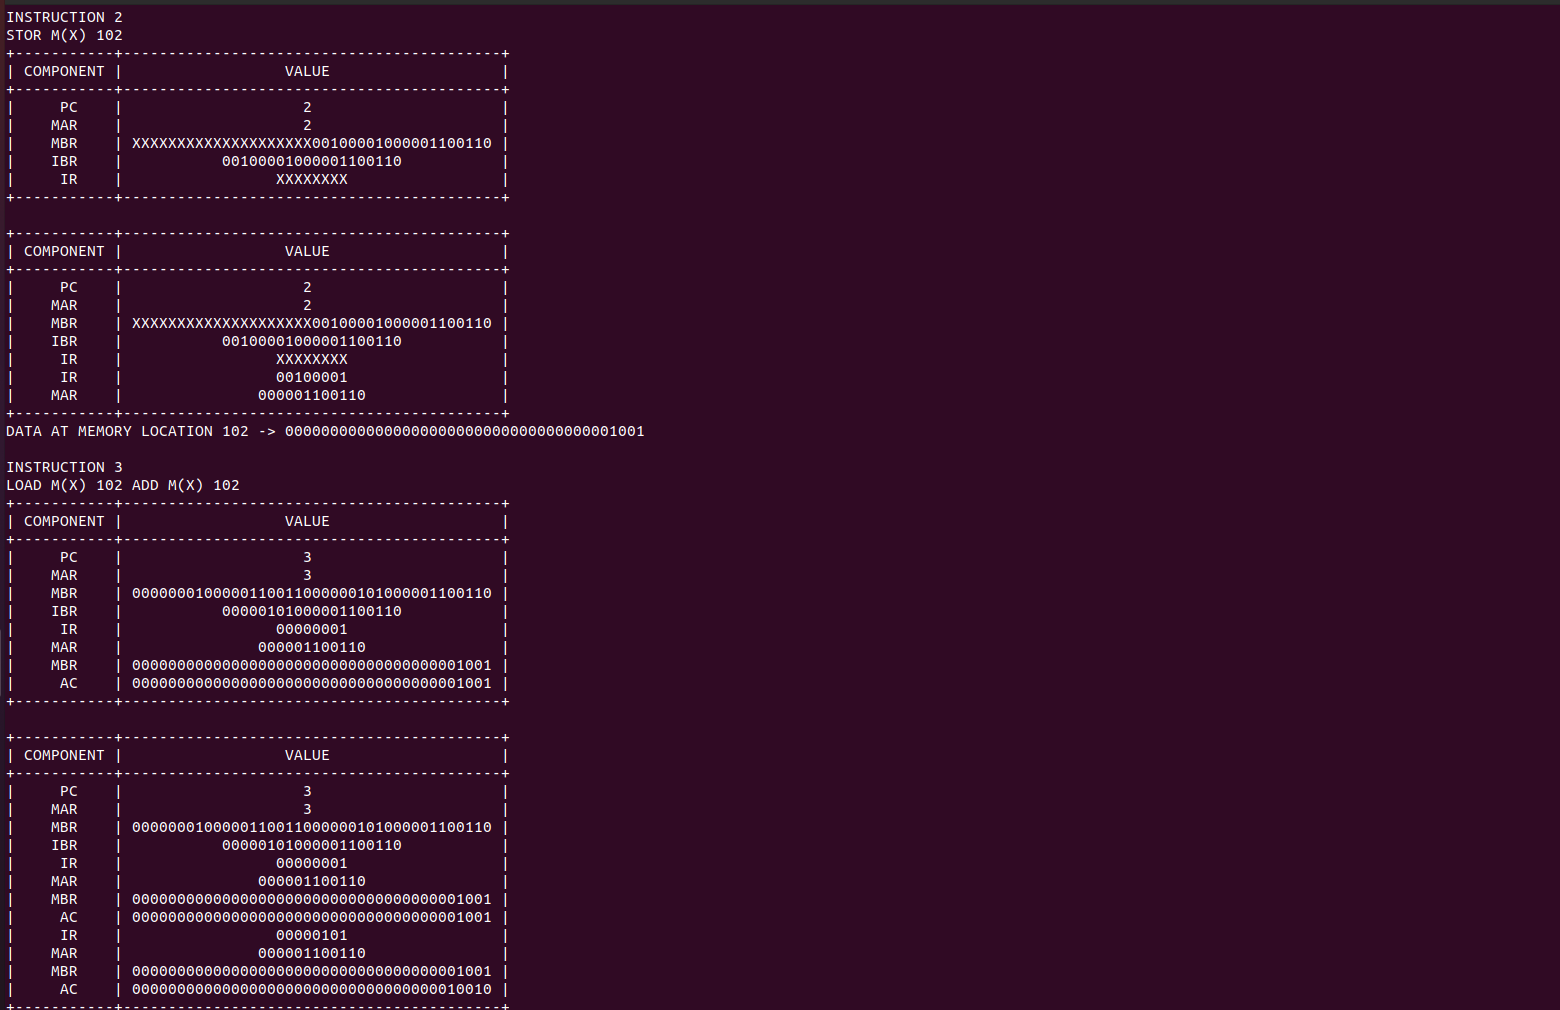 INSTRUCTION 2
STOR M(X) 102
+-----------+------------------------------------------+
| COMPONENT |                  VALUE                   |
+-----------+------------------------------------------+
|     PC    |                    2                     |
|    MAR    |                    2                     |
|    MBR    | XXXXXXXXXXXXXXXXXXXX00100001000001100110 |
|    IBR    |           00100001000001100110           |
|     IR    |                 XXXXXXXX                 |
+-----------+------------------------------------------+
+-----------+------------------------------------------+
| COMPONENT |                  VALUE                   |
+-----------+------------------------------------------+
|     PC    |                    2                     |
|    MAR    |                    2                     |
|    MBR    | XXXXXXXXXXXXXXXXXXXX00100001000001100110 |
|    IBR    |           00100001000001100110           |
|     IR    |                 XXXXXXXX                 |
|     IR    |                 00100001                 |
|    MAR    |               000001100110               |
+-----------+------------------------------------------+
DATA AT MEMORY LOCATION 102 -> 0000000000000000000000000000000000001001
INSTRUCTION 3
LOAD M(X) 102 ADD M(X) 102
+-----------+------------------------------------------+
| COMPONENT |                  VALUE                   |
+-----------+------------------------------------------+
|     PC    |                    3                     |
|    MAR    |                    3                     |
|    MBR    | 0000000100000110011000000101000001100110 |
|    IBR    |           00000101000001100110           |
|     IR    |                 00000001                 |
|    MAR    |               000001100110               |
|    MBR    | 0000000000000000000000000000000000001001 |
|     AC    | 0000000000000000000000000000000000001001 |
+-----------+------------------------------------------+
+-----------+------------------------------------------+
| COMPONENT |                  VALUE                   |
+-----------+------------------------------------------+
|     PC    |                    3                     |
|    MAR    |                    3                     |
|    MBR    | 0000000100000110011000000101000001100110 |
|    IBR    |           00000101000001100110           |
|     IR    |                 00000001                 |
|    MAR    |               000001100110               |
|    MBR    | 0000000000000000000000000000000000001001 |
|     AC    | 0000000000000000000000000000000000001001 |
|     IR    |                 00000101                 |
|    MAR    |               000001100110               |
|    MBR    | 0000000000000000000000000000000000001001 |
|     AC    | 0000000000000000000000000000000000010010 |
+-----------+------------------------------------------+